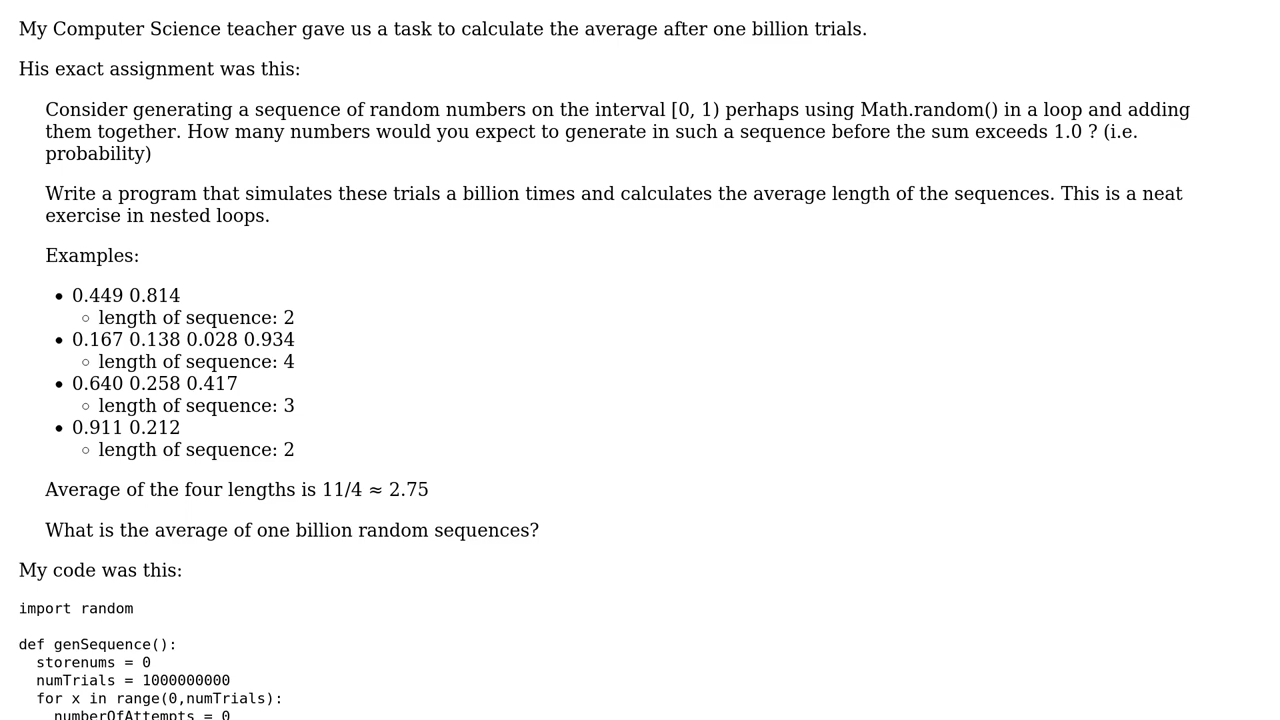 My Computer Science teacher gave us a task to calculate the average after one billion trials.
His exact assignment was this:
Consider generating a sequence of random numbers on the interval [0, 1) perhaps using Math.random() in a loop and adding
them together. How many numbers would you expect to generate in such a sequence before the sum exceeds 1.0 ? (i.e.
probability)
Write a program that simulates these trials a billion times and calculates the average length of the sequences. This is a neat
exercise in nested loops.
Examples:
• 0.449 0.814
◦ length of sequence: 2
• 0.167 0.138 0.028 0.934
◦ length of sequence: 4
• 0.640 0.258 0.417
◦ length of sequence: 3
• 0.911 0.212
◦ length of sequence: 2
Average of the four lengths is 11/4 ≈ 2.75
What is the average of one billion random sequences?
My code was this:
import random
def genSequence():
  storenums = 0
  numTrials = 1000000000
  for x in range(0,numTrials):
    numberOfAttempts = 0